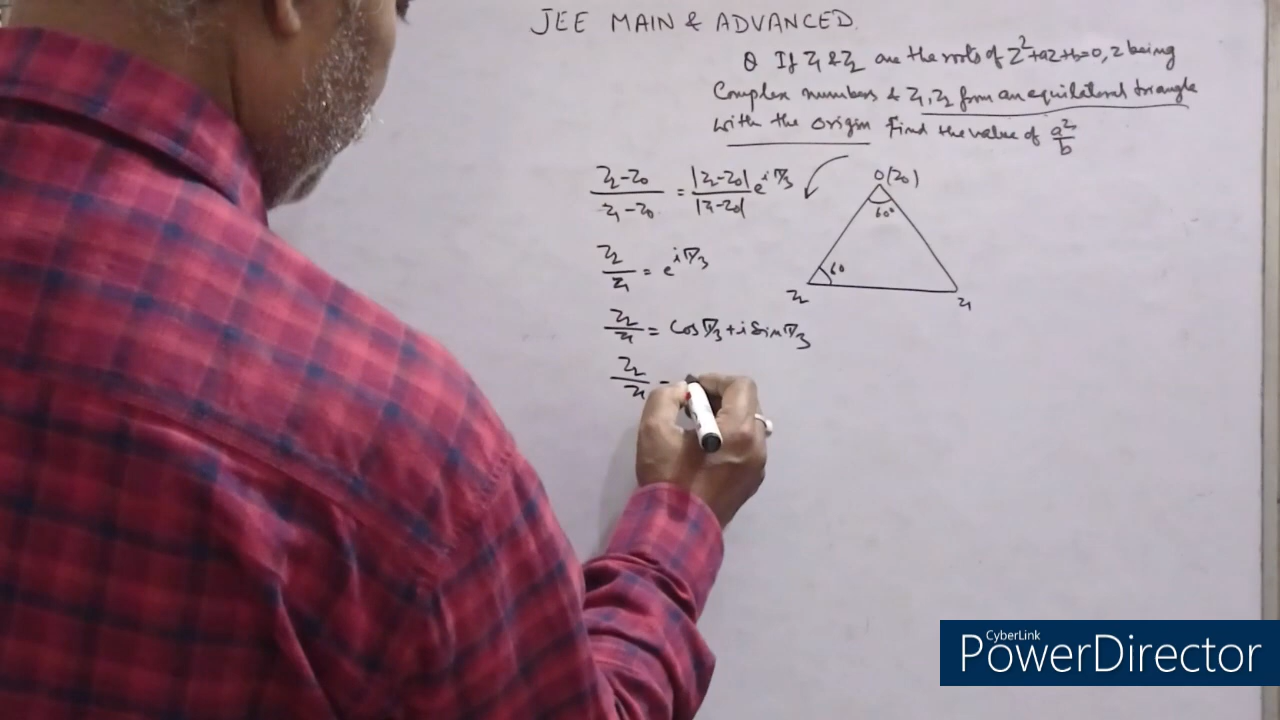 JEE MAIN & ADVANCED.
Q If Z1 & Z2 are the roots of Z²+aZ+b=0, Z being
Complex numbers & Z1, Z2 from an equilateral triangle
with the origin Find the value of a²/b
Z2-Z0/Z1-Z0 = |Z2-Z0|/|Z1-Z0| e^iπ/3
O(Z0)
60°
Z2/Z1 = e^iπ/3
60
Z2
Z1
Z2/Z1 = Cos π/3 + i Sin π/3
Z2/Z1 =
CyberLink
PowerDirector